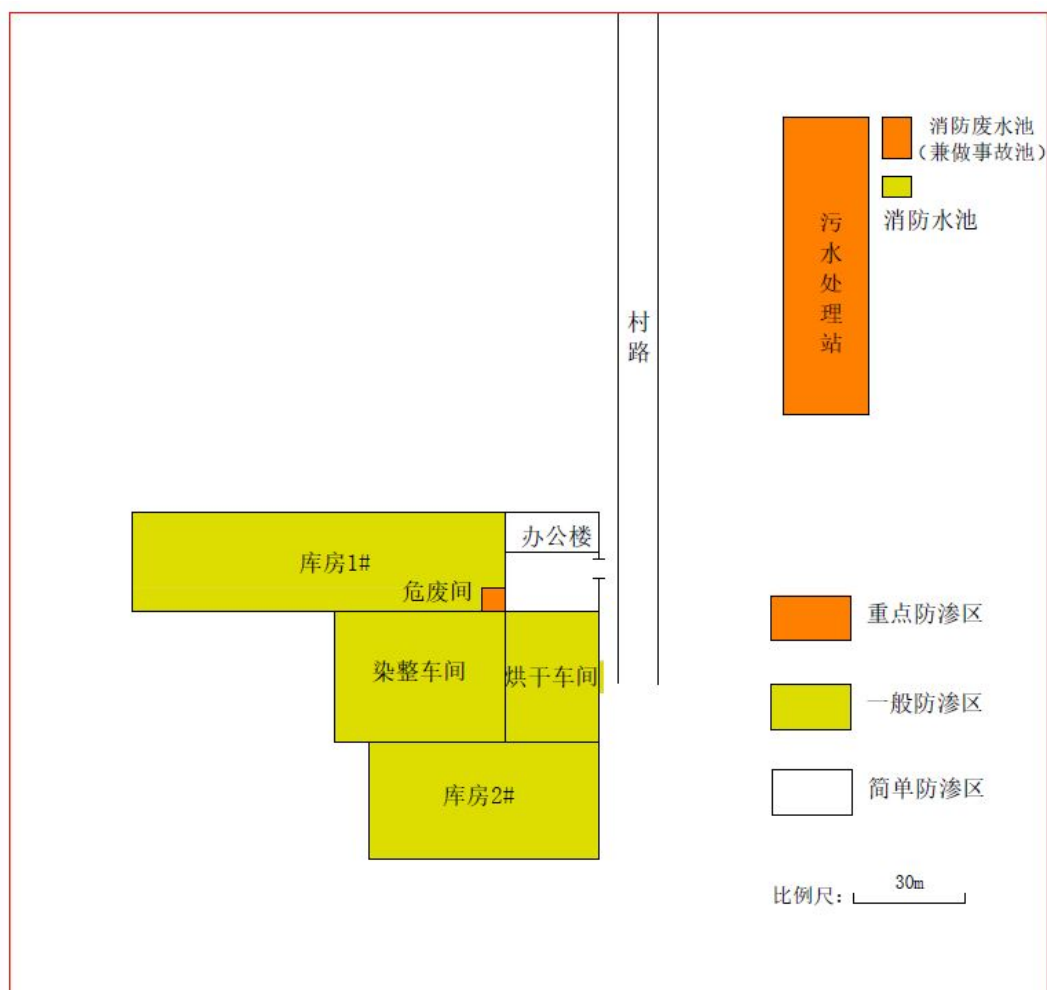 消防废水池
（兼做事故池）
消防水池
污水处理站
村路
办公楼
库房1#
危废间
染整车间
烘干车间
库房2#
重点防渗区
一般防渗区
简单防渗区
比例尺：
30m